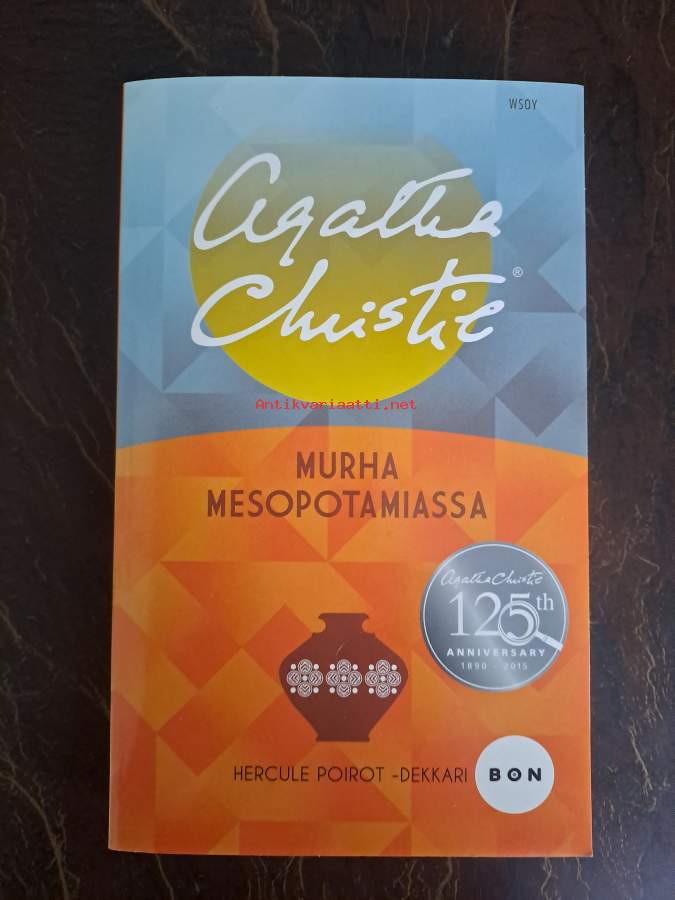 WSOY
Agatha
Christie®
Antikvariaatti.net
MURHA
MESOPOTAMIASSA
Agatha Christie
125th
ANNIVERSARY
1890 - 2015
HERCULE POIROT -DEKKARI
BON